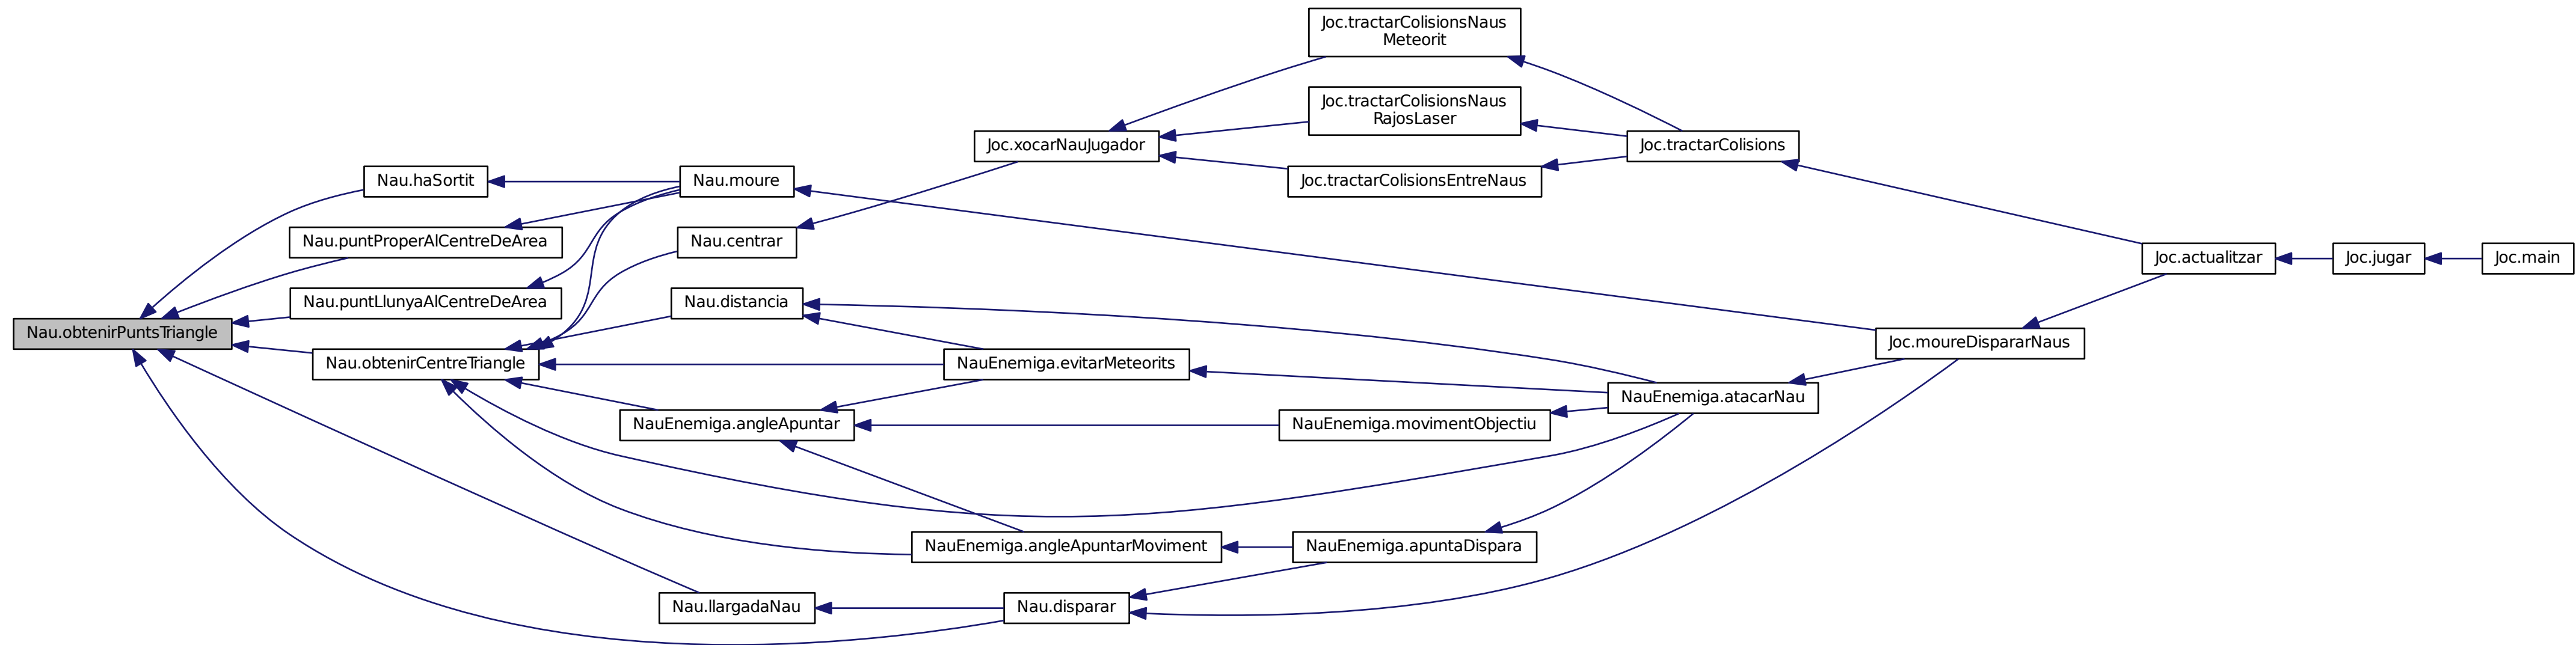 Joc.tractarColisionsNaus
Meteorit
Joc.tractarColisionsNaus
RajosLaser
Joc.xocarNauJugador
Joc.tractarColisions
Nau.haSortit
Nau.moure
Joc.tractarColisionsEntreNaus
Nau.puntProperAlCentreDeArea
Nau.centrar
Joc.actualitzar
Joc.jugar
Joc.main
Nau.puntLlunyaAlCentreDeArea
Nau.distancia
Nau.obtenirPuntsTriangle
Joc.moureDispararNaus
Nau.obtenirCentreTriangle
NauEnemiga.evitarMeteorits
NauEnemiga.atacarNau
NauEnemiga.angleApuntar
NauEnemiga.movimentObjectiu
NauEnemiga.angleApuntarMoviment
NauEnemiga.apuntaDispara
Nau.llargadaNau
Nau.disparar